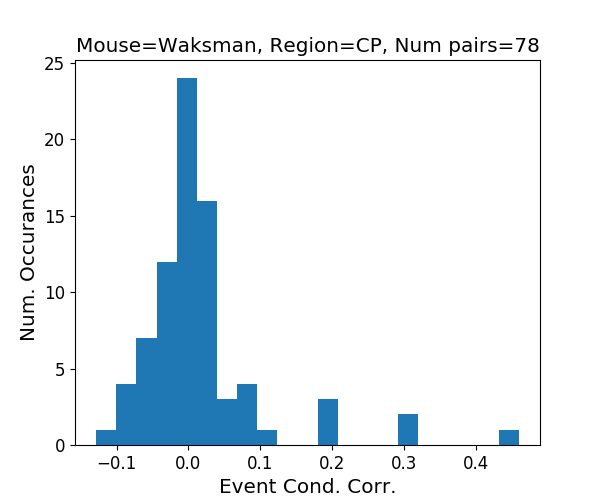 Mouse=Waksman, Region=CP, Num pairs=78
25
20
15
10
5
0
Num. Occurances
−0.1 0.0 0.1 0.2 0.3 0.4
Event Cond. Corr.